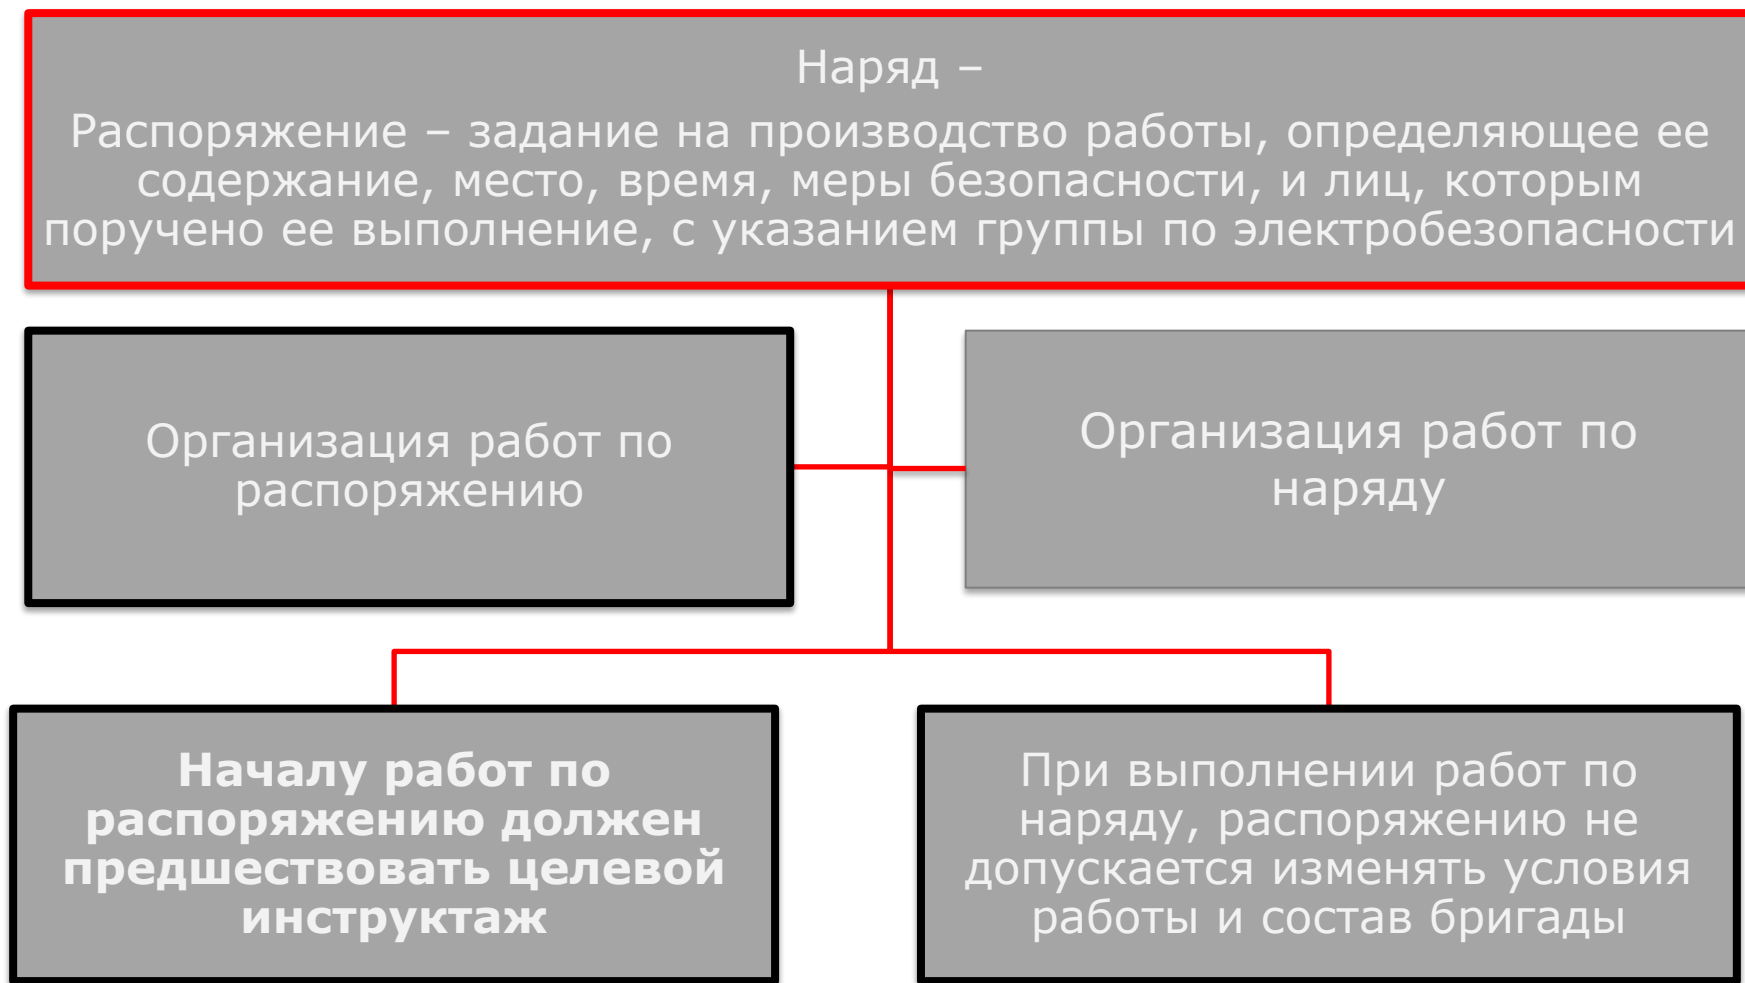 Наряд –
Распоряжение – задание на производство работы, определяющее ее
содержание, место, время, меры безопасности, и лиц, которым
поручено ее выполнение, с указанием группы по электробезопасности
Организация работ по
распоряжению
Организация работ по
наряду
Началу работ по
распоряжению должен
предшествовать целевой
инструктаж
При выполнении работ по
наряду, распоряжению не
допускается изменять условия
работы и состав бригады